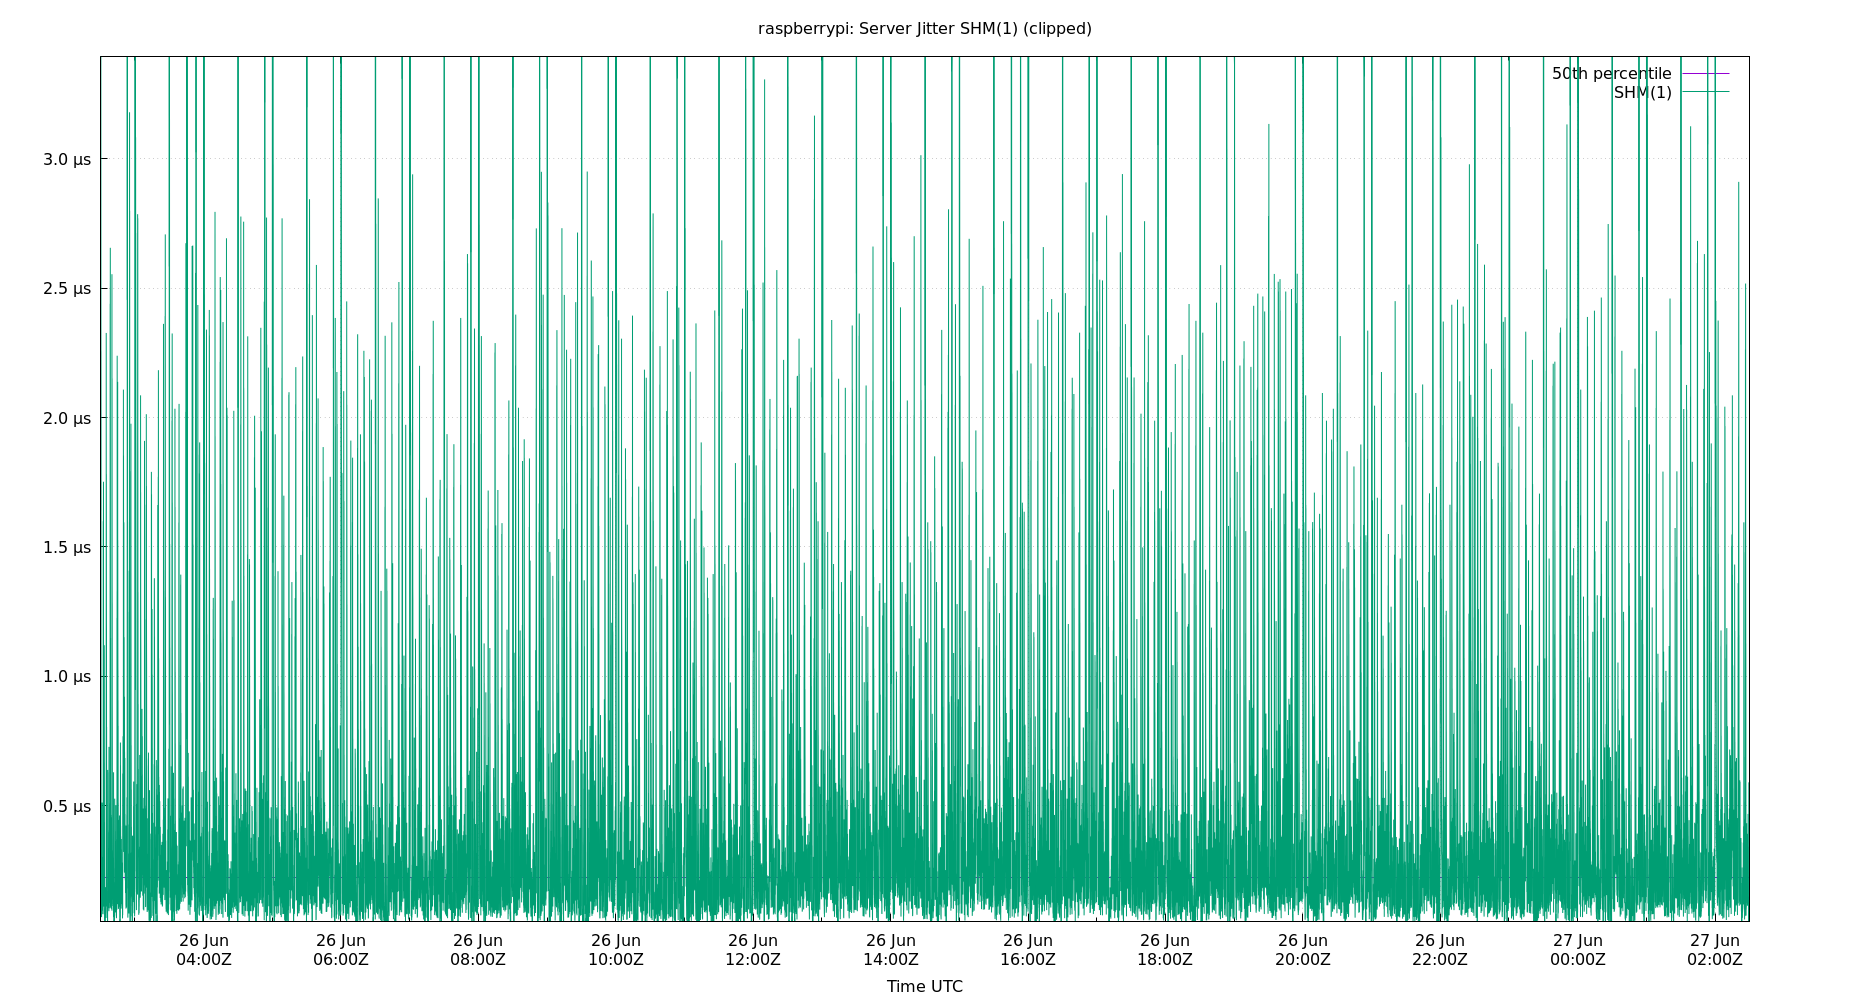 raspberrypi: Server Jitter SHM(1) (clipped)
50th percentile
SHM(1)
3.0 μs
2.5 μs
2.0 μs
1.5 μs
1.0 μs
0.5 μs
26 Jun 26 Jun 26 Jun 26 Jun 26 Jun 26 Jun 26 Jun 26 Jun 26 Jun 26 Jun 27 Jun 27 Jun
04:00Z 06:00Z 08:00Z 10:00Z 12:00Z 14:00Z 16:00Z 18:00Z 20:00Z 22:00Z 00:00Z 02:00Z
Time UTC